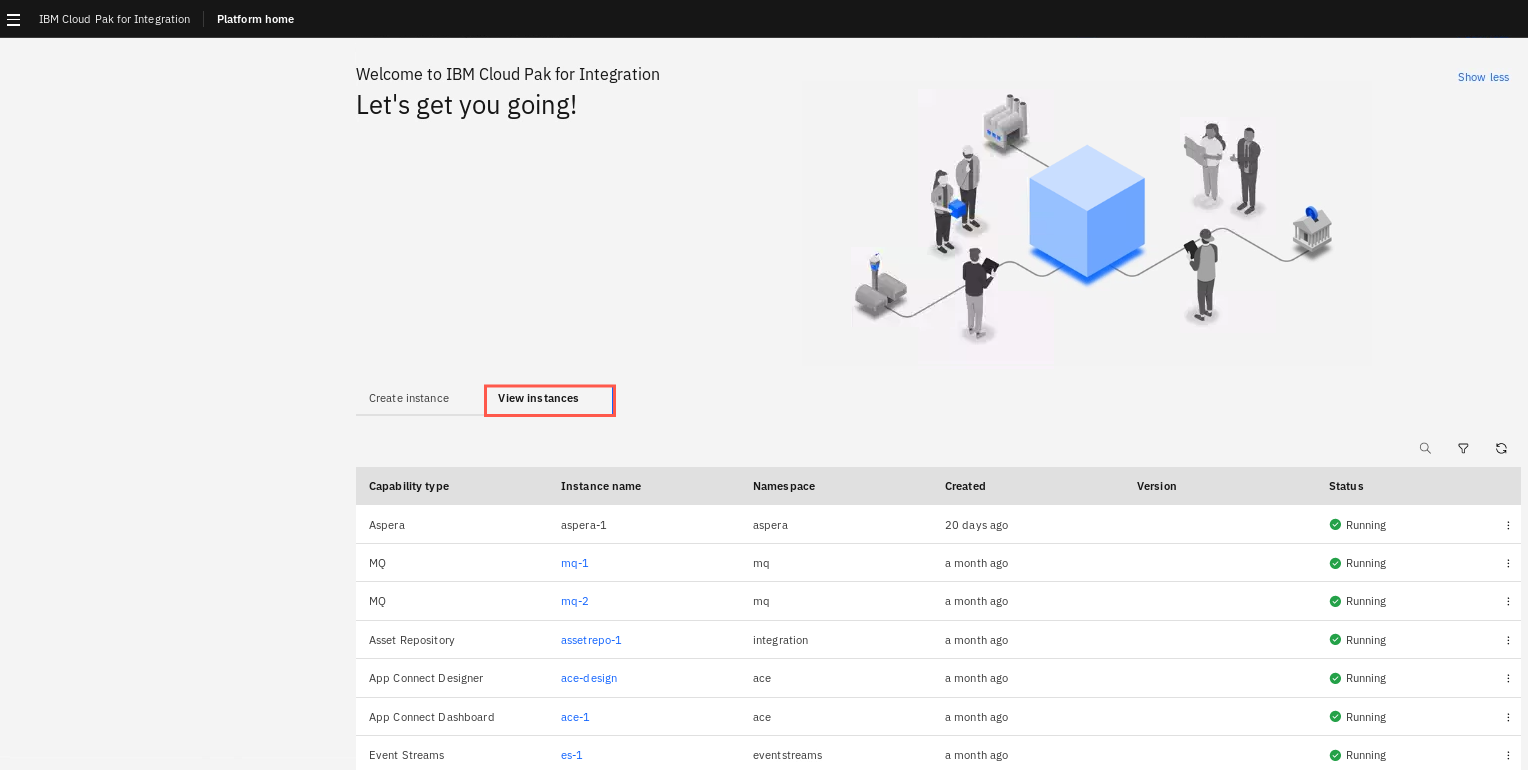 IBM Cloud Pak for Integration Platform home
Welcome to IBM Cloud Pak for Integration
Show less
Let's get you going!
Create instance View instances
Capability type Instance name Namespace Created Version Status
Aspera aspera-1 aspera 20 days ago Running
MQ mq-1 mq a month ago Running
MQ mq-2 mq a month ago Running
Asset Repository assetrepo-1 integration a month ago Running
App Connect Designer ace-design ace a month ago Running
App Connect Dashboard ace-1 ace a month ago Running
Event Streams es-1 eventstreams a month ago Running